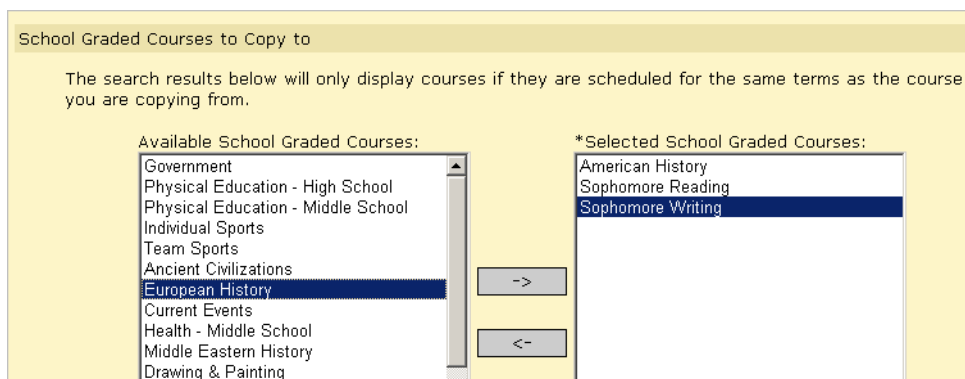 School Graded Courses to Copy to
The search results below will only display courses if they are scheduled for the same terms as the course
you are copying from.
Available School Graded Courses:
Government
Physical Education - High School
Physical Education - Middle School
Individual Sports
Team Sports
Ancient Civilizations
European History
Current Events
Health - Middle School
Middle Eastern History
Drawing & Painting
->
<-
*Selected School Graded Courses:
American History
Sophomore Reading
Sophomore Writing